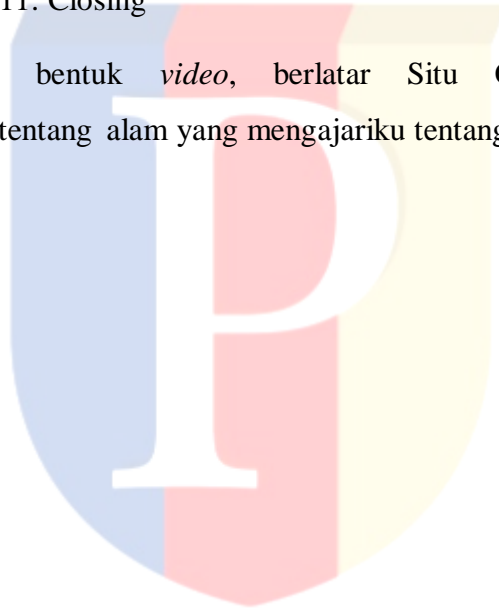 11. Closing
bentuk video, berlatar Situ
tentang alam yang mengajariku tentang
P